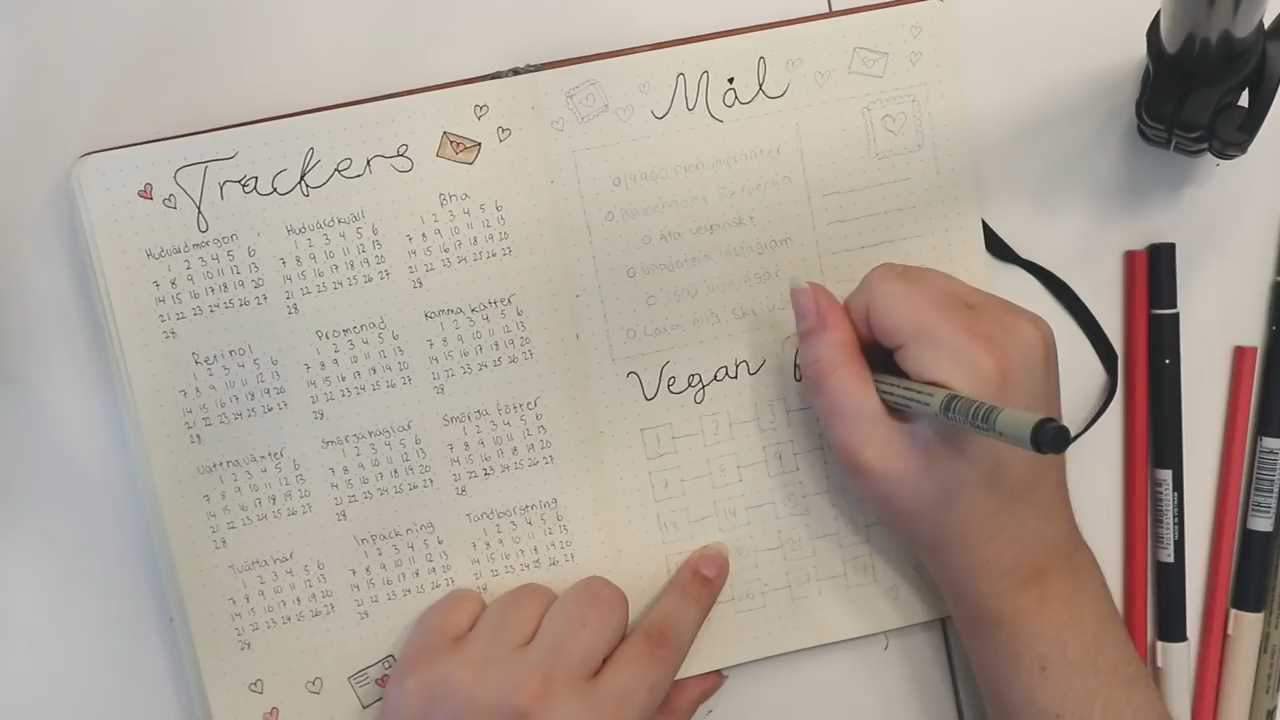 Trackers
Hudvård morgon
1 2 3 4 5 6
7 8 9 10 11 12 13
14 15 16 17 18 19 20
21 22 23 24 25 26 27
28
Hudvård kväll
1 2 3 4 5 6
7 8 9 10 11 12 13
14 15 16 17 18 19 20
21 22 23 24 25 26 27
28
Bha
1 2 3 4 5 6
7 8 9 10 11 12 13
14 15 16 17 18 19 20
21 22 23 24 25 26 27
28
Retinol
1 2 3 4 5 6
7 8 9 10 11 12 13
14 15 16 17 18 19 20
21 22 23 24 25 26 27
28
Promenad
1 2 3 4 5 6
7 8 9 10 11 12 13
14 15 16 17 18 19 20
21 22 23 24 25 26 27
28
Kamma katter
1 2 3 4 5 6
7 8 9 10 11 12 13
14 15 16 17 18 19 20
21 22 23 24 25 26 27
28
Vattna växter
1 2 3 4 5 6
7 8 9 10 11 12 13
14 15 16 17 18 19 20
21 22 23 24 25 26 27
28
Smörja naglar
1 2 3 4 5 6
7 8 9 10 11 12 13
14 15 16 17 18 19 20
21 22 23 24 25 26 27
28
Smörja fötter
1 2 3 4 5 6
7 8 9 10 11 12 13
14 15 16 17 18 19 20
21 22 23 24 25 26 27
28
Tvätta hår
1 2 3 4 5 6
7 8 9 10 11 12 13
14 15 16 17 18 19 20
21 22 23 24 25 26 27
28
Inpackning
1 2 3 4 5 6
7 8 9 10 11 12 13
14 15 16 17 18 19 20
21 22 23 24 25 26 27
28
Tandborstning
1 2 3 4 5 6
7 8 9 10 11 12 13
14 15 16 17 18 19 20
21 22 23 24 25 26 27
28
Mål
Äta veganskt
Uppdatera instagram
Lära mig
Vegan
1 2 3
7 8 9
13 14 15
21
26